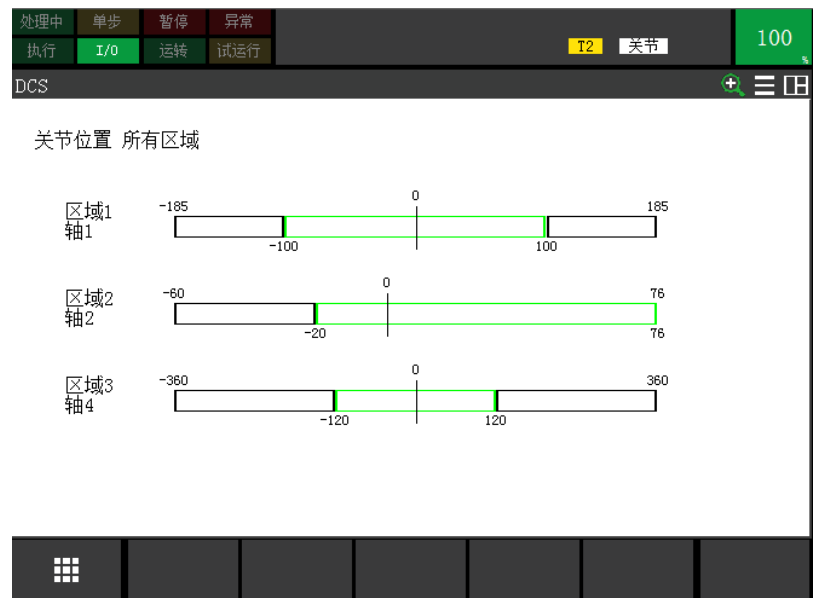 处理中 单步 暂停 异常
执行 I/O 运转 试运行 T2 关节 100 %
DCS
关节位置 所有区域
区域1 -185 0 185
轴1
-100 100
区域2 -60 0 76
轴2
-20 76
区域3 -360 0 360
轴4
-120 120